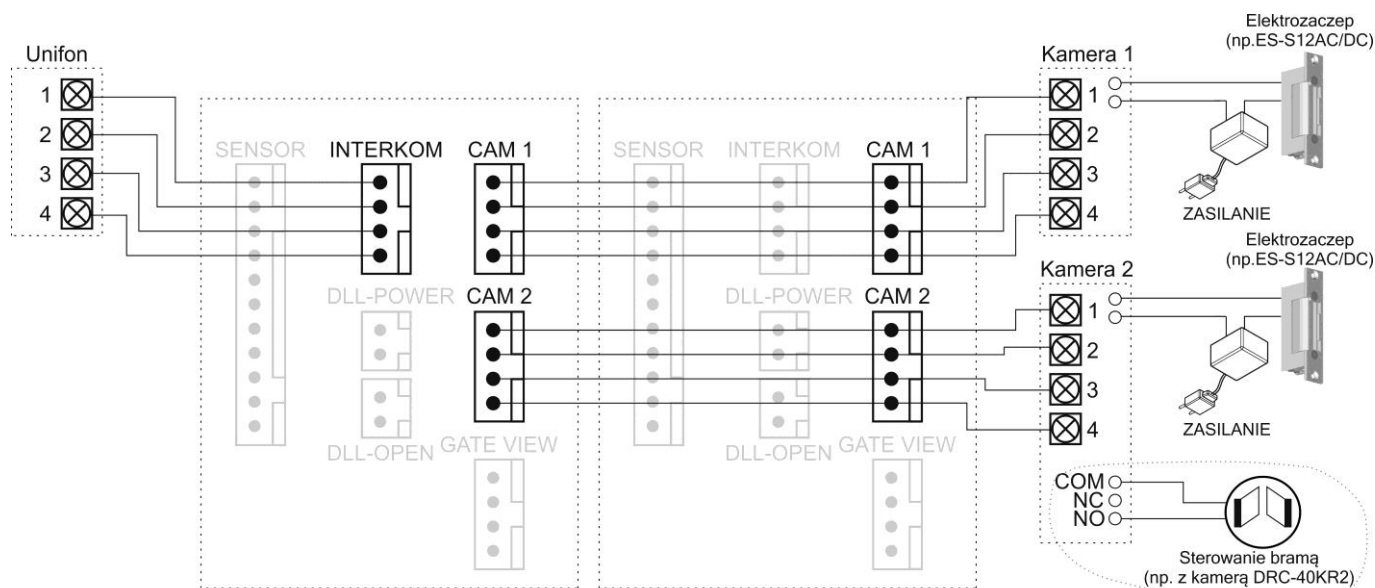 Unifon
1
2
3
4
SENSOR
INTERKOM
CAM 1
DLL-POWER
CAM 2
DLL-OPEN
GATE VIEW
SENSOR
INTERKOM
CAM 1
DLL-POWER
CAM 2
DLL-OPEN
GATE VIEW
Kamera 1
1
2
3
4
Elektrozaczep
(np.ES-S12AC/DC)
ZASILANIE
Kamera 2
1
2
3
4
Elektrozaczep
(np.ES-S12AC/DC)
ZASILANIE
COM
NC
NO
Sterowanie bramą
(np. z kamerą DRC-40KR2)